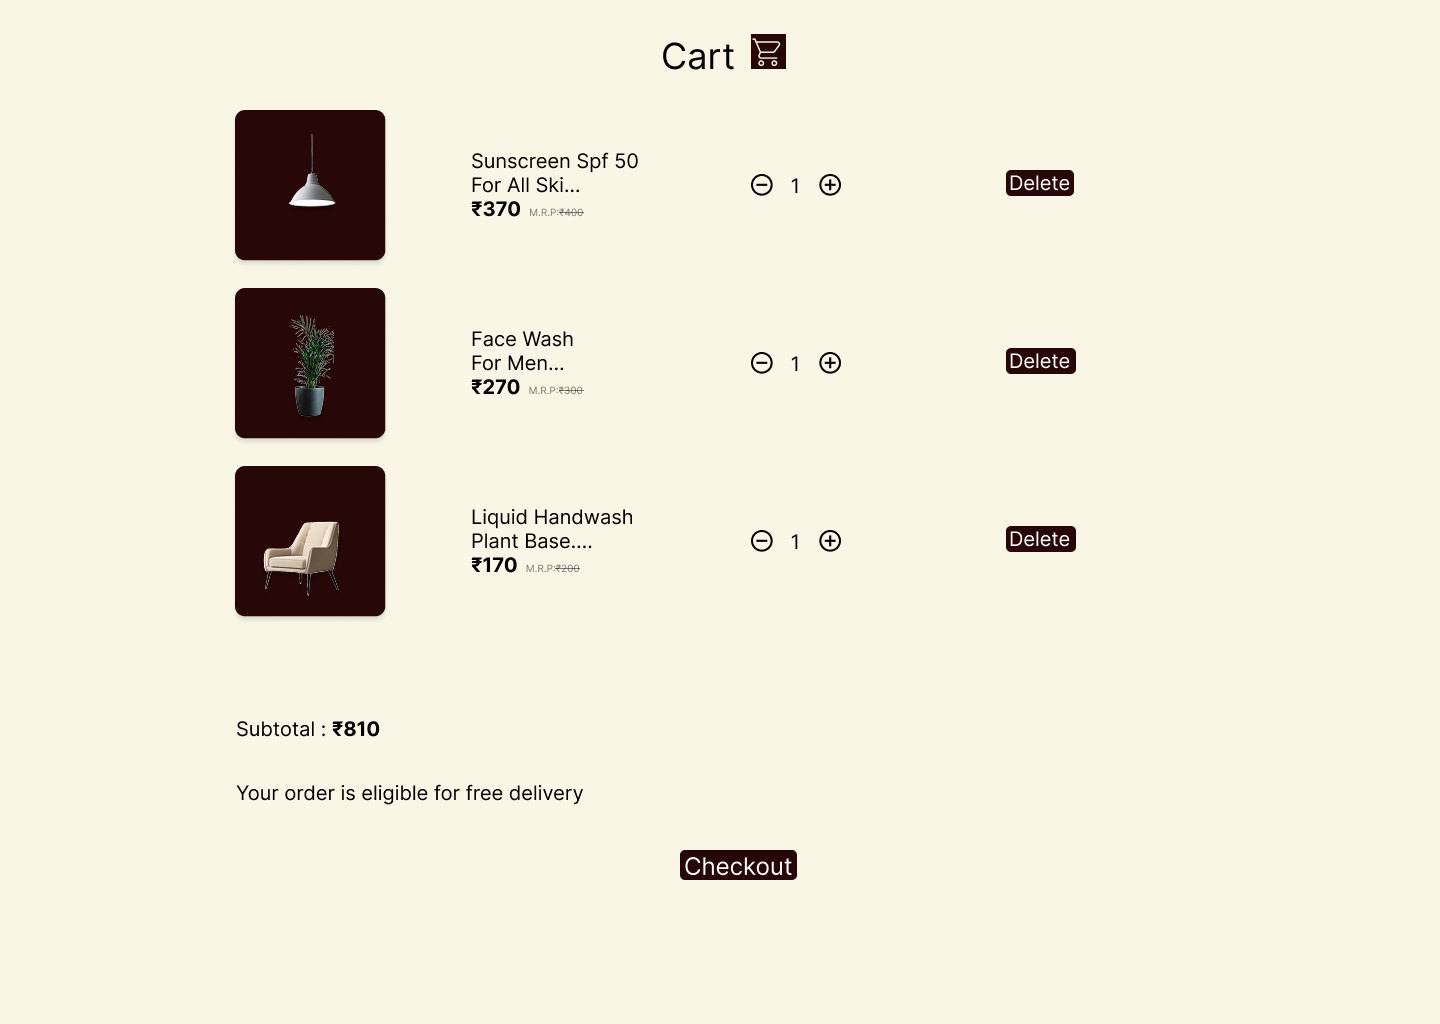 Cart
Sunscreen Spf 50
For All Ski...
₹370 M.R.P:₹400
1
Delete
Face Wash
For Men...
₹270 M.R.P:₹300
1
Delete
Liquid Handwash
Plant Base....
₹170 M.R.P:₹200
1
Delete
Subtotal : ₹810
Your order is eligible for free delivery
Checkout